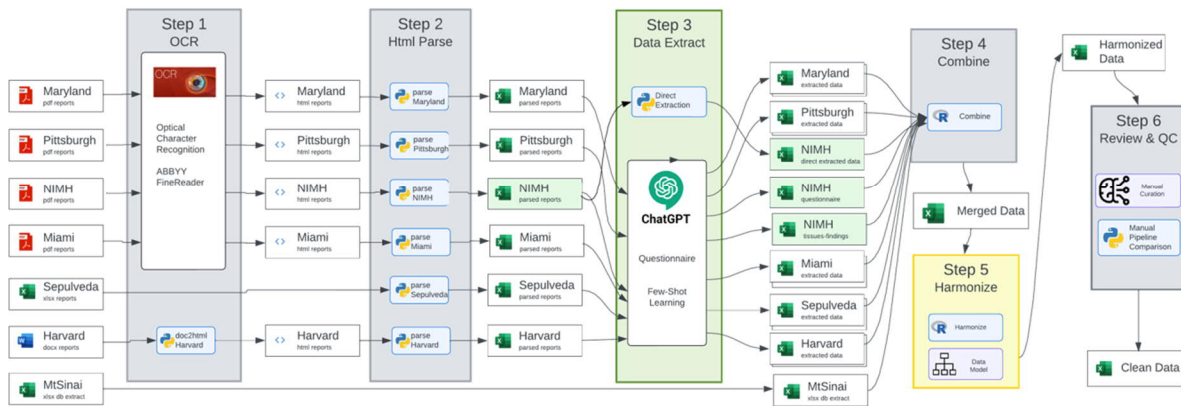 Step 1
OCR
OCR
Optical
Character
Recognition
ABBYY
FineReader
Step 2
Html Parse
Step 3
Data Extract
Step 4
Combine
Harmonized
Data
Maryland
pdf reports
Maryland
html reports
parse
Maryland
Maryland
parsed reports
Direct
Extraction
Maryland
extracted data
Combine
Step 6
Review & QC
Pittsburgh
pdf reports
Pittsburgh
html reports
parse
Pittsburgh
Pittsburgh
parsed reports
Pittsburgh
extracted data
NIMH
direct extracted data
NIMH
pdf reports
NIMH
html reports
parse
NIMH
NIMH
parsed reports
ChatGPT
Questionnaire
Few-Shot
Learning
NIMH
questionnaire
Manual
Curation
Merged Data
NIMH
tissues-findings
Manual
Pipeline
Comparison
Miami
pdf reports
Miami
html reports
parse
Miami
Miami
parsed reports
Miami
extracted data
Step 5
Harmonize
Sepulveda
xlsx reports
parse
Sepulveda
Sepulveda
parsed reports
Sepulveda
extracted data
Harmonize
Harvard
docx reports
doc2html
Harvard
Harvard
html reports
parse
Harvard
Harvard
parsed reports
Harvard
extracted data
Data
Model
Clean Data
MtSinai
xlsx db extract
MtSinai
xlsx db extract